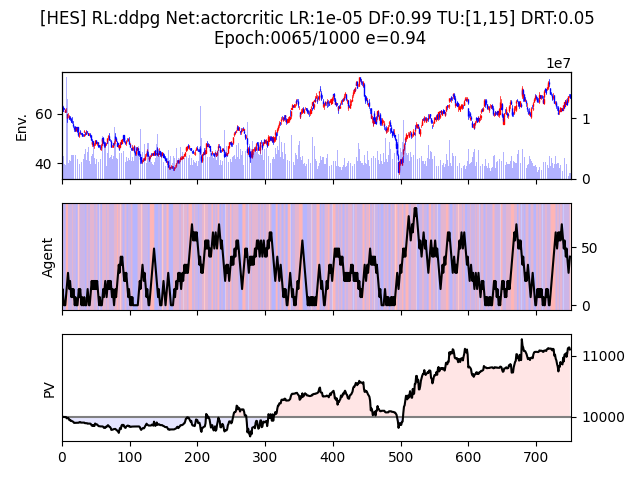 [HES] RL:ddpg Net:actorcritic LR:1e-05 DF:0.99 TU:[1,15] DRT:0.05
Epoch:0065/1000 e=0.94
1e7
Env.
60
40
1
0
Agent
50
0
PV
11000
10000
0 100 200 300 400 500 600 700